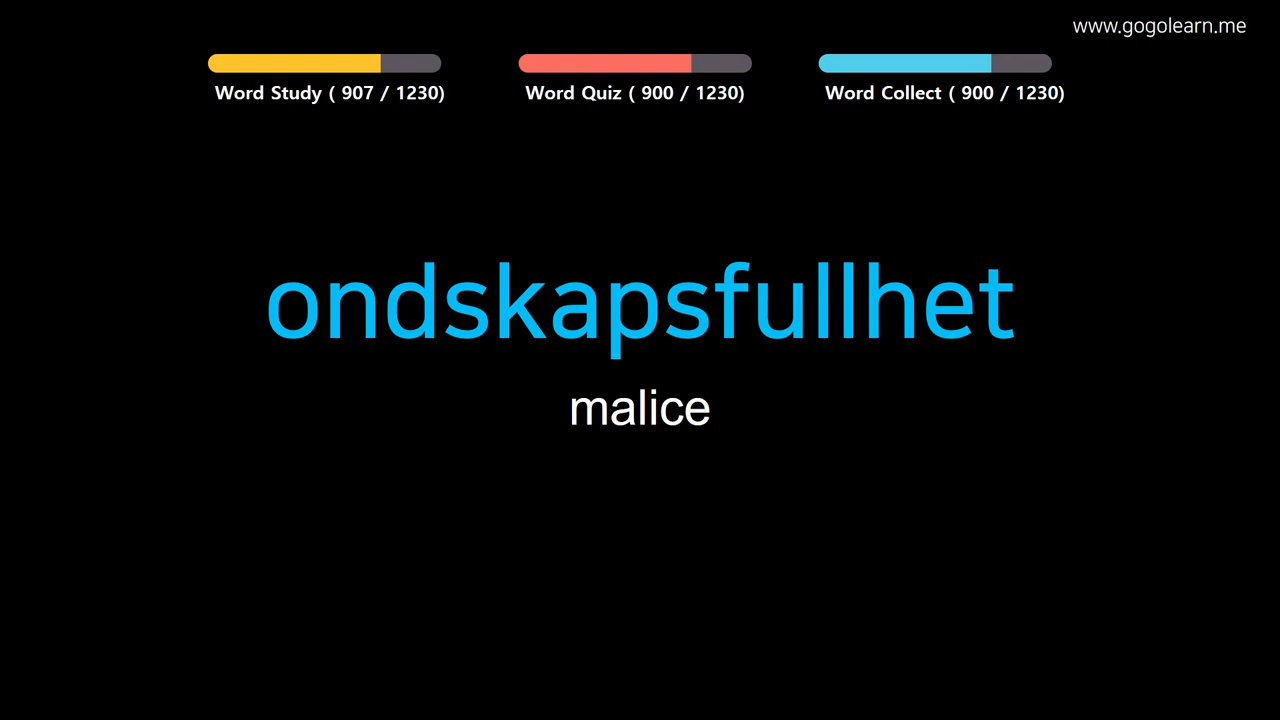 www.gogolearn.me
Word Study ( 907 / 1230)
Word Quiz ( 900 / 1230)
Word Collect ( 900 / 1230)
ondskapsfullhet
malice